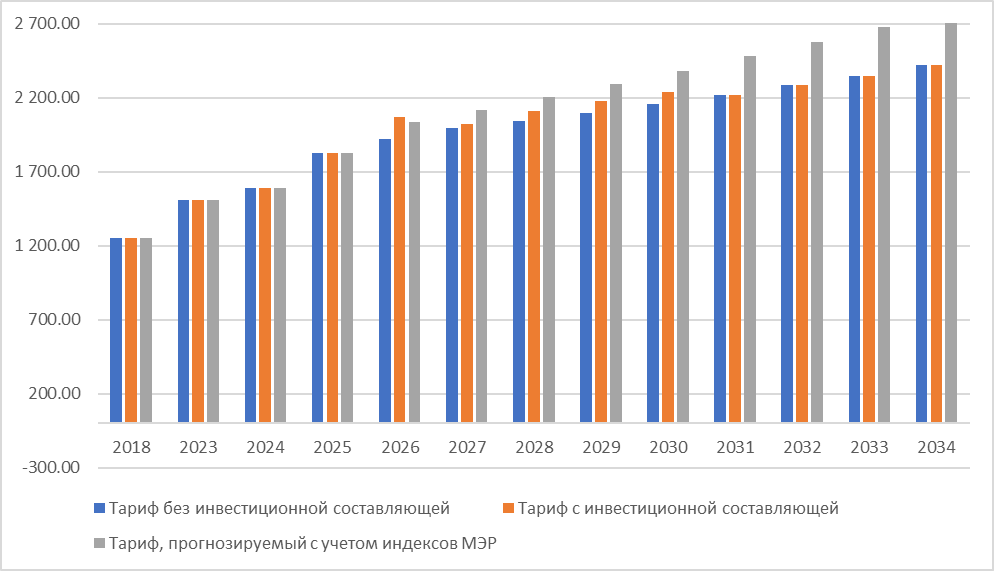 2 700.00
2 200.00
1 700.00
1 200.00
700.00
200.00
-300.00
2018 2023 2024 2025 2026 2027 2028 2029 2030 2031 2032 2033 2034
Тариф без инвестиционной составляющей Тариф с инвестиционной составляющей
Тариф, прогнозируемый с учетом индексов МЭР